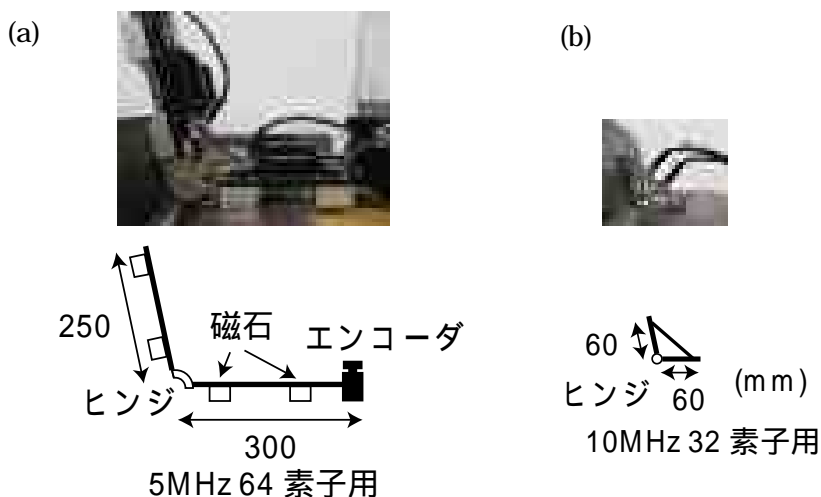 (a)
(b)
250
磁石
エンコーダ
ヒンジ
300
5MHz 64 素子用
60
ヒンジ
60
(mm)
10MHz 32 素子用